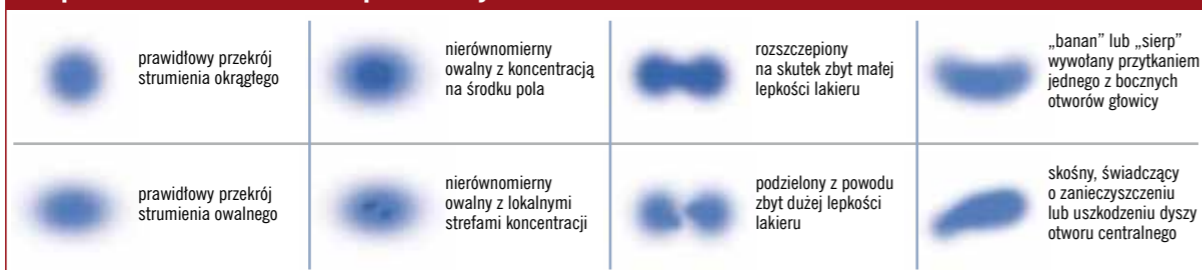 prawidłowy przekrój
strumienia okrągłego
nierównomierny
owalny z koncentracją
na środku pola
rozszczepiony
na skutek zbyt małej
lepkości lakieru
„banan” lub „sierp”
wywołany przytkaniem
jednego z bocznych
otworów głowicy
prawidłowy przekrój
strumienia owalnego
nierównomierny
owalny z lokalnymi
strefami koncentracji
podzielony z powodu
zbyt dużej lepkości
lakieru
skośny, świadczący
o zanieczyszczeniu
lub uszkodzeniu dyszy
otworu centralnego